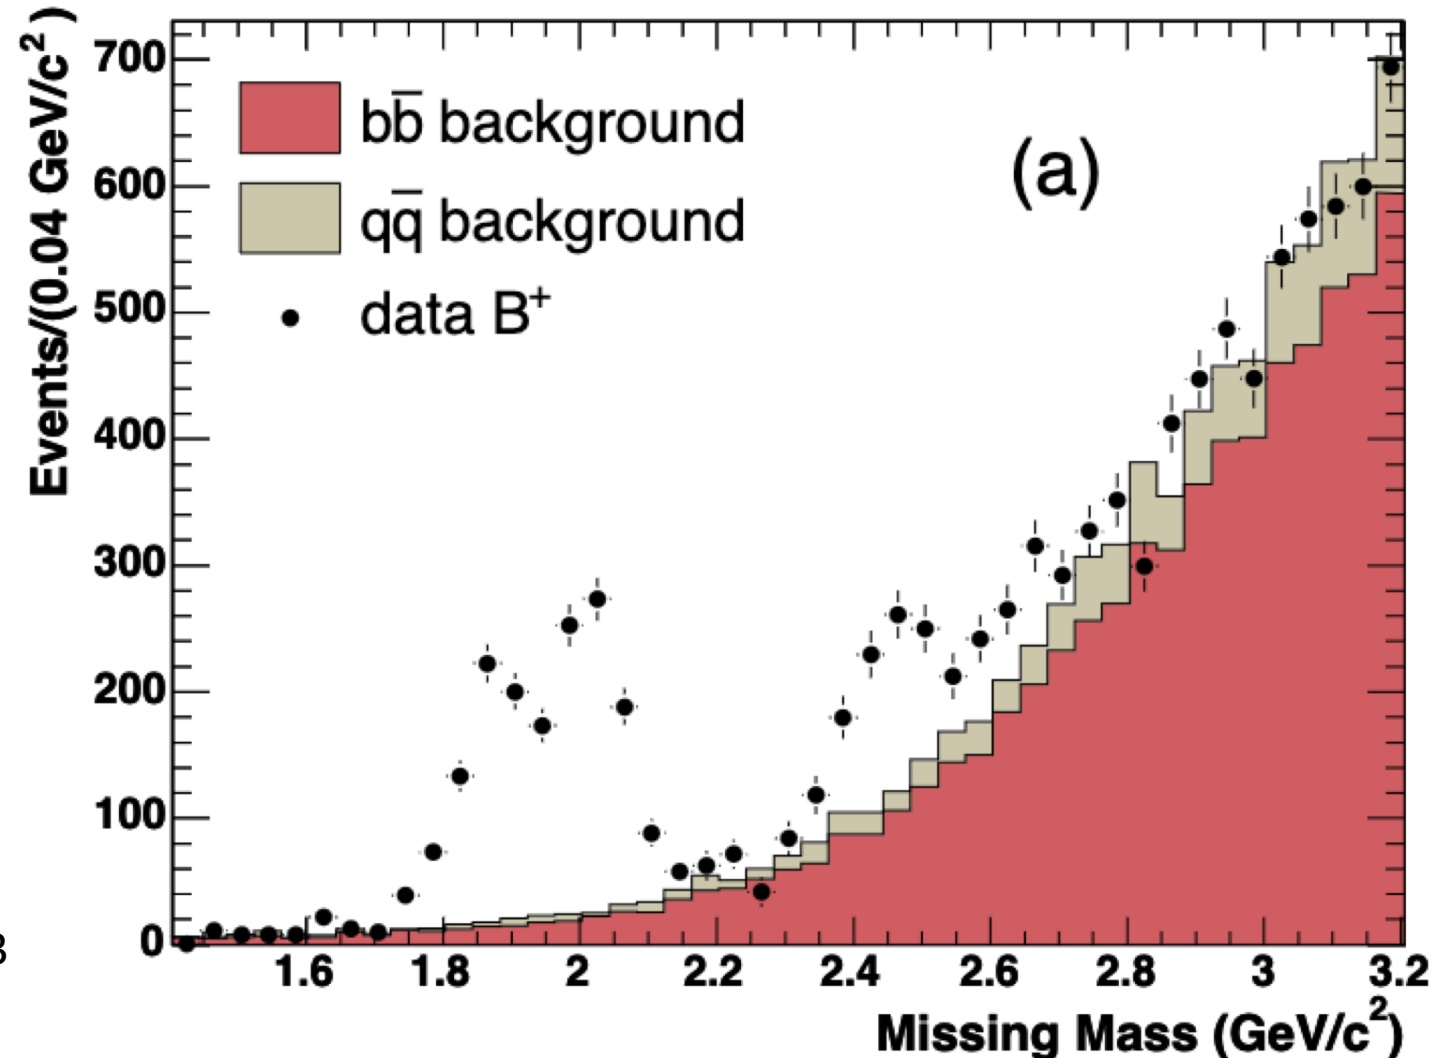 Events/(0.04 GeV/c²)
700
600
500
400
300
200
100
0
bb̅ background
qq̅ background
data B⁺
(a)
3
1.6 1.8 2 2.2 2.4 2.6 2.8 3 3.2
Missing Mass (GeV/c²)